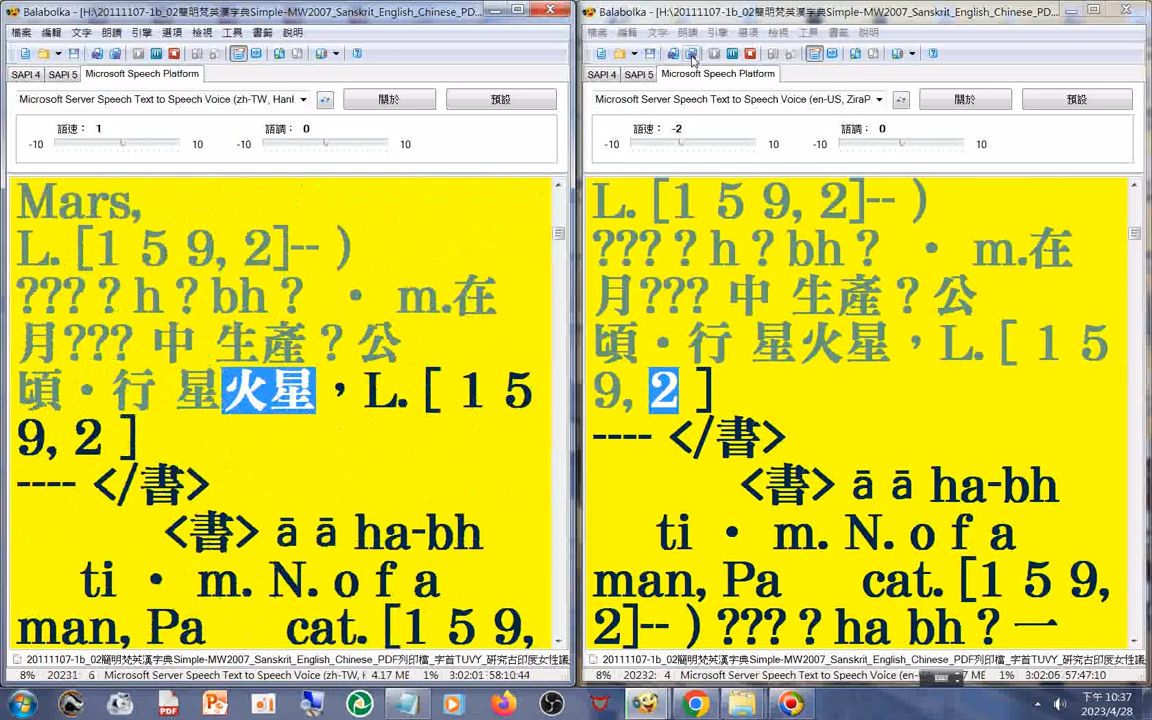 Balabolka - [H:\20111107-1b_02簡明梵英漢字典Simple-MW2007_Sanskrit_English_Chinese_PD...
檔案 編輯 文字 朗讀 引擎 選項 檢視 工具 書籤 說明
SAPI 4 SAPI 5 Microsoft Speech Platform
Microsoft Server Speech Text to Speech Voice (zh-TW, Hanl
關於 預設
語速： 1 語調： 0
-10 10 -10 10
Mars,
L. [1 5 9, 2]-- )
??? ? h ? bh ? • m.在
月??? 中 生產 ? 公
頃 • 行 星火星，L. [ 1 5
9, 2 ]
---- </書>
<書> ā ā ha-bh
ti • m. N. o f a
man, Pa cat. [1 5 9,
20111107-1b_02簡明梵英漢字典Simple-MW2007_Sanskrit_English_Chinese_PDF列印檔_字首TUVY_研究古印度女性議
8% 20231: 6 Microsoft Server Speech Text to Speech Voice (zh-TW, H 4.17 ME 1% 3:02:01 58:10:44
Balabolka - [H:\20111107-1b_02簡明梵英漢字典Simple-MW2007_Sanskrit_English_Chinese_PD...
檔案 編輯 文字 朗讀 引擎 選項 檢視 工具 書籤 說明
SAPI 4 SAPI 5 Microsoft Speech Platform
Microsoft Server Speech Text to Speech Voice (en-US, ZiraP
關於 預設
語速： -2 語調： 0
-10 10 -10 10
L. [1 5 9, 2]-- )
??? ? h ? bh ? • m.在
月??? 中 生產 ? 公
頃 • 行 星火星，L. [ 1 5
9, 2 ]
---- </書>
<書> ā ā ha-bh
ti • m. N. o f a
man, Pa cat. [1 5 9,
2]-- ) ??? ? ha bh ? 一
20111107-1b_02簡明梵英漢字典Simple-MW2007_Sanskrit_English_Chinese_PDF列印檔_字首TUVY_研究古印度女性議
8% 20232: 4 Microsoft Server Speech Text to Speech Voice 1% 3:02:05 57:47:10
下午 10:37
2023/4/28